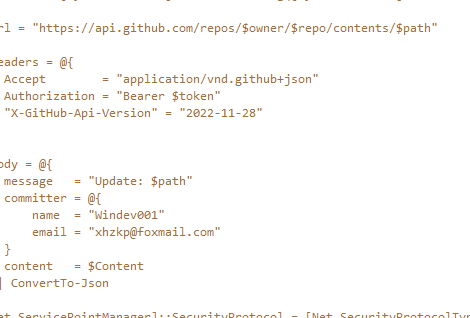 rl = "https://api.github.com/repos/$owner/$repo/contents/$path"
eaders = @{
Accept = "application/vnd.github+json"
Authorization = "Bearer $token"
"X-GitHub-Api-Version" = "2022-11-28"
ody = @{
message = "Update: $path"
committer = @{
name = "Windev001"
email = "xhzkp@foxmail.com"
}
content = $Content
| ConvertTo-Json
et.ServicePointManager]::SecurityProtocol = [Net.SecurityProtocolType